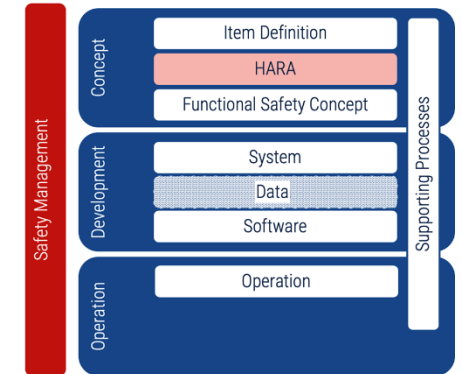 Safety Management
Concept
Item Definition
HARA
Functional Safety Concept
Development
System
Data
Software
Operation
Operation
Supporting Processes